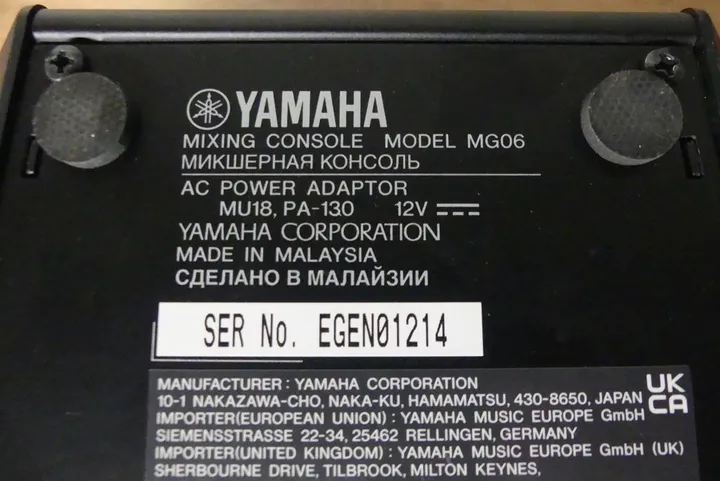 YAMAHA
MIXING CONSOLE MODEL MG06
МИКШЕРНАЯ КОНСОЛЬ
AC POWER ADAPTOR
MU18, PA-130 12V
YAMAHA CORPORATION
MADE IN MALAYSIA
СДЕЛАНО В МАЛАЙЗИИ
SER No. EGEN01214
MANUFACTURER : YAMAHA CORPORATION
10-1 NAKAZAWA-CHO, NAKA-KU, HAMAMATSU, 430-8650, JAPAN
UK
CA
IMPORTER(EUROPEAN UNION) : YAMAHA MUSIC EUROPE GmbH
SIEMENSSTRASSE 22-34, 25462 RELLINGEN, GERMANY
IMPORTER(UNITED KINGDOM) : YAMAHA MUSIC EUROPE GmbH (UK)
SHERBOURNE DRIVE, TILBROOK, MILTON KEYNES,